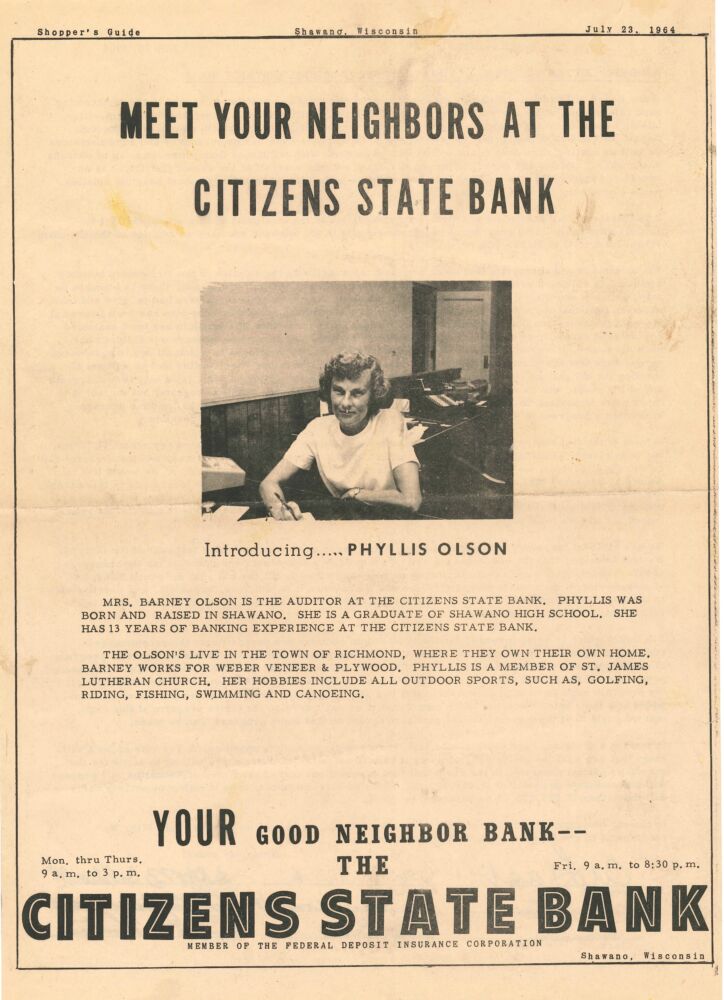 Shopper's Guide Shawano, Wisconsin July 23, 1964
MEET YOUR NEIGHBORS AT THE
CITIZENS STATE BANK
Introducing..... PHYLLIS OLSON
MRS. BARNEY OLSON IS THE AUDITOR AT THE CITIZENS STATE BANK. PHYLLIS WAS
BORN AND RAISED IN SHAWANO. SHE IS A GRADUATE OF SHAWANO HIGH SCHOOL. SHE
HAS 13 YEARS OF BANKING EXPERIENCE AT THE CITIZENS STATE BANK.
THE OLSON'S LIVE IN THE TOWN OF RICHMOND, WHERE THEY OWN THEIR OWN HOME.
BARNEY WORKS FOR WEBER VENEER & PLYWOOD. PHYLLIS IS A MEMBER OF ST. JAMES
LUTHERAN CHURCH. HER HOBBIES INCLUDE ALL OUTDOOR SPORTS, SUCH AS, GOLFING,
RIDING, FISHING, SWIMMING AND CANOEING.
YOUR GOOD NEIGHBOR BANK--
Mon. thru Thurs.
9 a.m. to 3 p.m.
THE
Fri. 9 a.m. to 8:30 p.m.
CITIZENS STATE BANK
MEMBER OF THE FEDERAL DEPOSIT INSURANCE CORPORATION
Shawano, Wisconsin